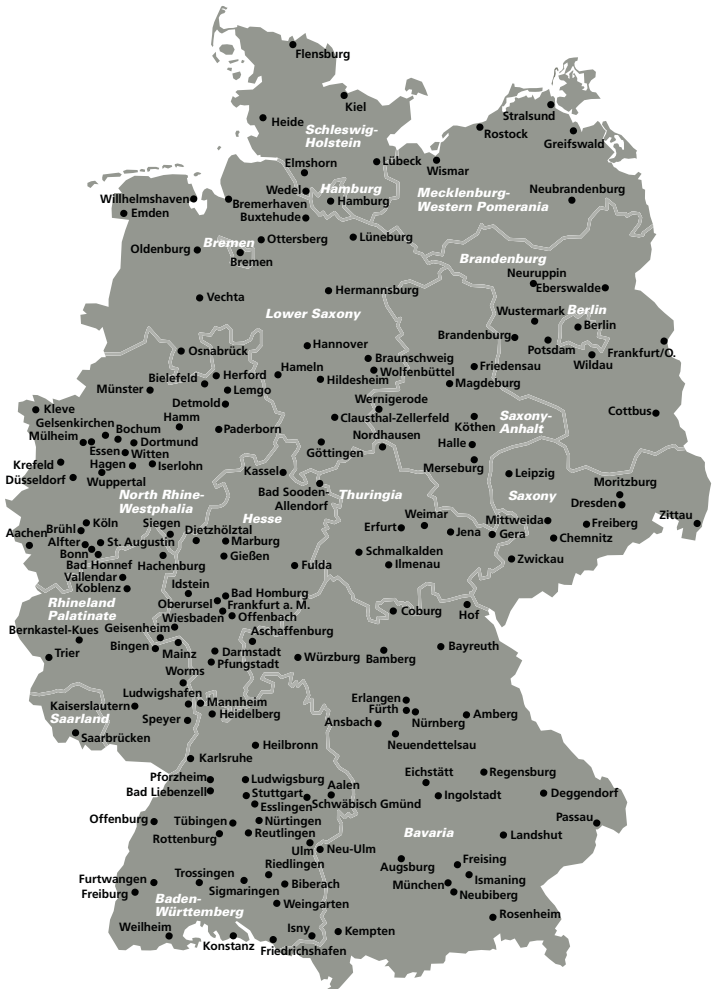 Flensburg
Kiel
Heide
Schleswig-
Holstein
Stralsund
Rostock
Greifswald
Elmshorn
Lübeck
Wismar
Wedel
Hamburg
Hamburg
Mecklenburg-
Western Pomerania
Neubrandenburg
Willhelmshaven
Emden
Bremerhaven
Buxtehude
Ottersberg
Lüneburg
Oldenburg
Bremen
Bremen
Brandenburg
Neuruppin
Eberswalde
Vechta
Hermannsburg
Lower Saxony
Wustermark
Berlin
Berlin
Brandenburg
Potsdam
Wildau
Frankfurt/O.
Osnabrück
Hannover
Braunschweig
Wolfenbüttel
Friedensau
Magdeburg
Bielefeld
Herford
Hameln
Hildesheim
Münster
Lemgo
Detmold
Wernigerode
Kleve
Gelsenkirchen
Bochum
Hamm
Paderborn
Clausthal-Zellerfeld
Köthen
Saxony-
Anhalt
Cottbus
Mülheim
Dortmund
Essen
Witten
Göttingen
Nordhausen
Halle
Merseburg
Krefeld
Hagen
Iserlohn
Düsseldorf
Wuppertal
Kassel
Bad Sooden-
Allendorf
Leipzig
Moritzburg
North Rhine-
Westphalia
Hesse
Thuringia
Saxony
Dresden
Zittau
Köln
Brühl
Siegen
Dietzhölztal
Weimar
Erfurt
Jena
Mittweida
Gera
Freiberg
Chemnitz
Aachen
Alfter
St. Augustin
Marburg
Bonn
Bad Honnef
Hachenburg
Gießen
Schmalkalden
Ilmenau
Zwickau
Vallendar
Koblenz
Fulda
Idstein
Bad Homburg
Oberursel
Frankfurt a. M.
Coburg
Hof
Rhineland
Palatinate
Wiesbaden
Offenbach
Bernkastel-Kues
Geisenheim
Aschaffenburg
Trier
Bingen
Mainz
Darmstadt
Pfungstadt
Würzburg
Bamberg
Bayreuth
Worms
Kaiserslautern
Ludwigshafen
Mannheim
Heidelberg
Saarland
Speyer
Saarbrücken
Erlangen
Fürth
Ansbach
Nürnberg
Amberg
Neuendettelsau
Heilbronn
Karlsruhe
Pforzheim
Bad Liebenzell
Ludwigsburg
Stuttgart
Aalen
Esslingen
Schwäbisch Gmünd
Eichstätt
Regensburg
Ingolstadt
Deggendorf
Passau
Offenburg
Tübingen
Nürtingen
Rottenburg
Reutlingen
Bavaria
Landshut
Ulm
Neu-Ulm
Augsburg
Freising
Riedlingen
Furtwangen
Freiburg
Trossingen
Sigmaringen
Biberach
München
Ismaning
Neubiberg
Baden-
Württemberg
Weingarten
Rosenheim
Weilheim
Konstanz
Isny
Kempten
Friedrichshafen